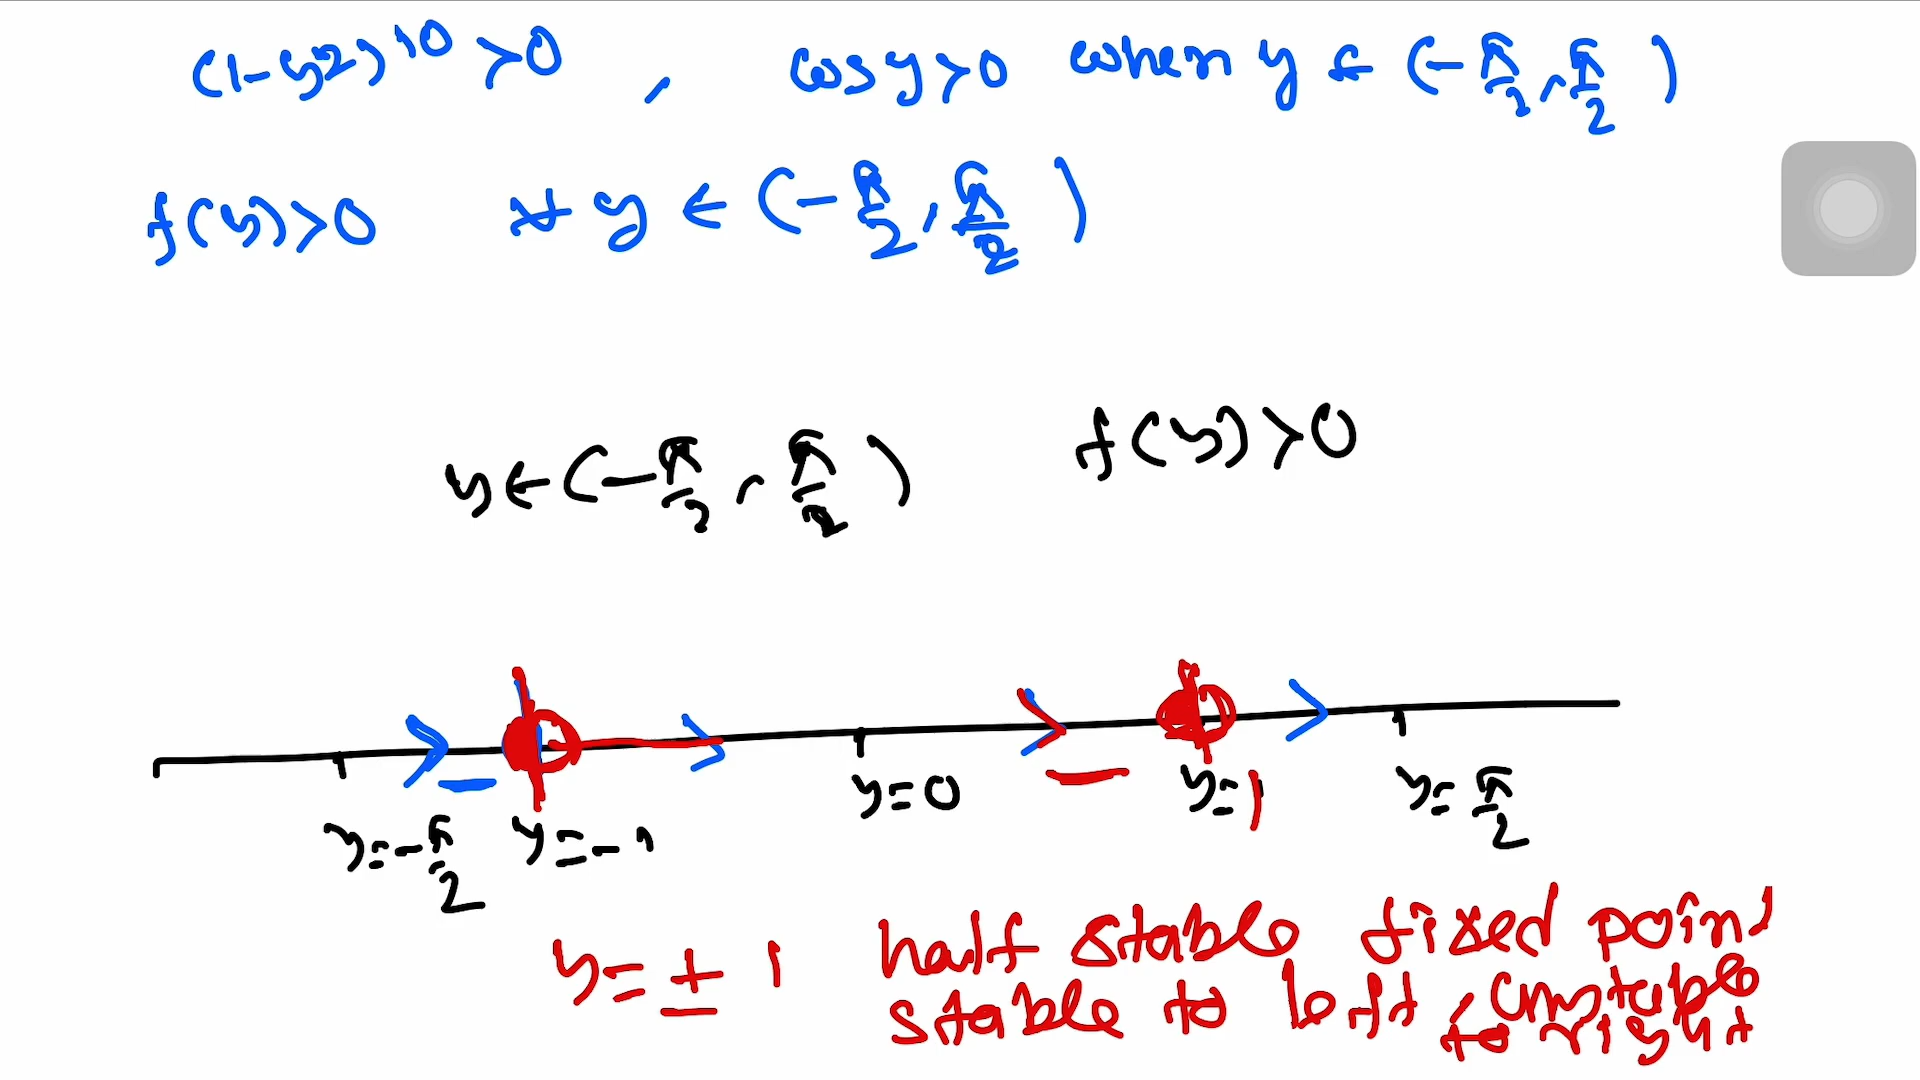 (1-y²)¹⁰ >0 , cosy>0 when y ∈ (-π/2, π/2)
f(y)>0 ∀ y ∈ (-π/2, π/2)
y∈(-π/2, π/2) f(y)>0
y=-π/2 y=-1 y=0 y=1 y=π/2
y=±1 half stable fixed point
stable to left, unstable
to right